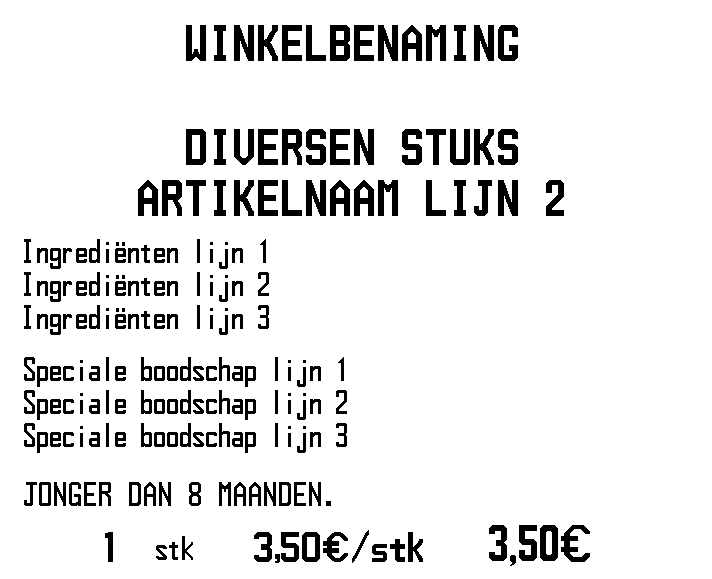 WINKELBENAMING
DIVERSEN STUKS
ARTIKELNAAM LIJN 2
Ingrediënten lijn 1
Ingrediënten lijn 2
Ingrediënten lijn 3
Speciale boodschap lijn 1
Speciale boodschap lijn 2
Speciale boodschap lijn 3
JONGER DAN 8 MAANDEN.
1 stk 3,50€/stk 3,50€